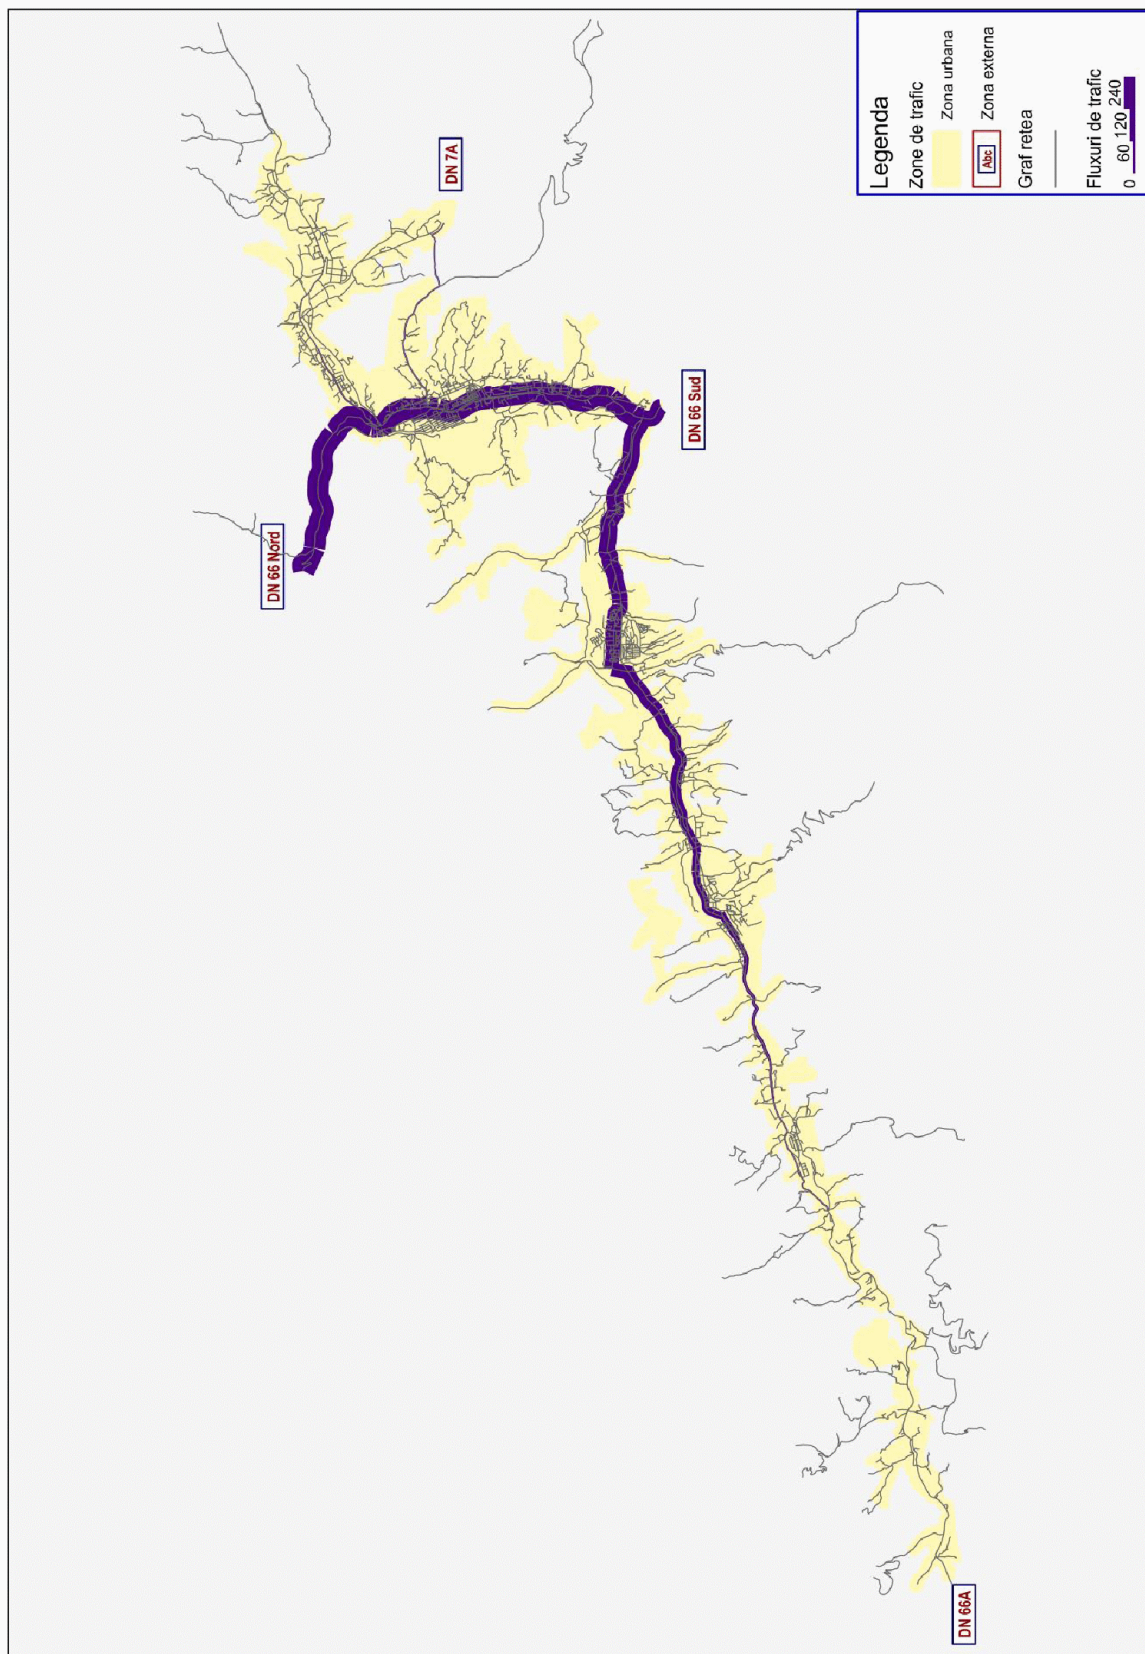 Legenda
Zone de trafic
Zona urbana
Abc
Zona externa
Graf retea
Fluxuri de trafic
0 60 120 240
DN 7A
DN 66 Sud
DN 66 Nord
DN 66A